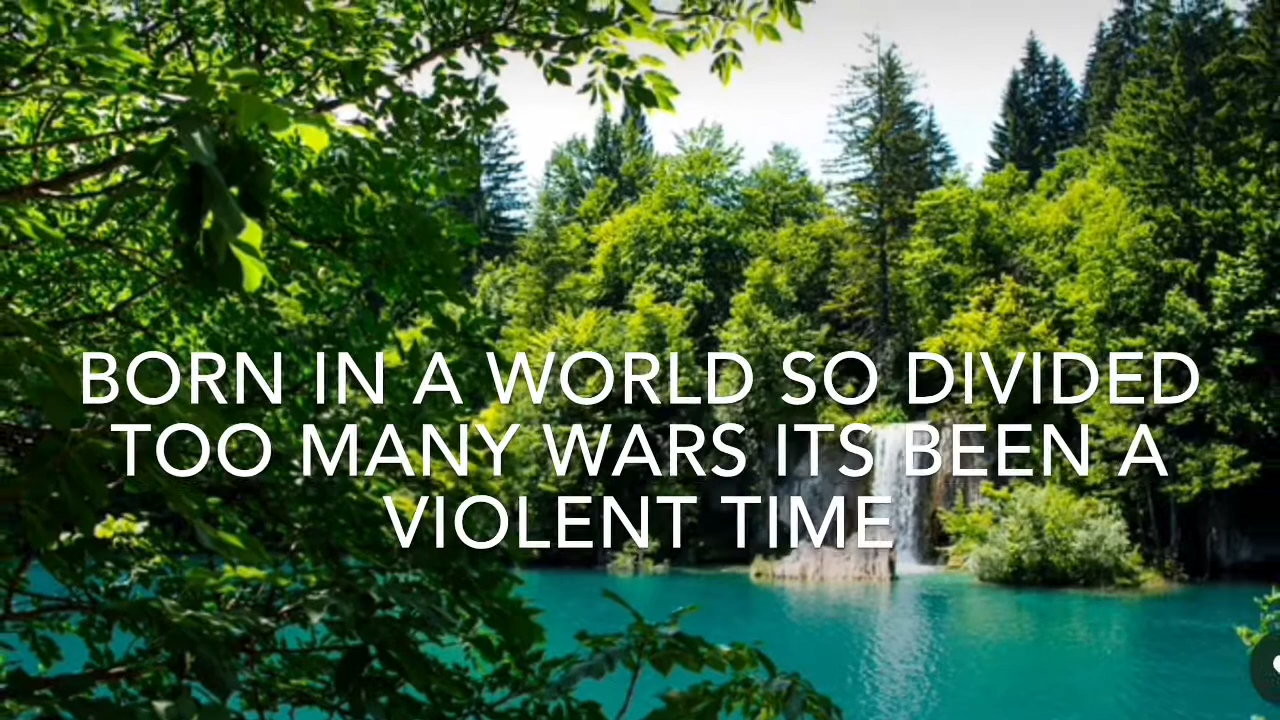 BORN IN A WORLD SO DIVIDED
TOO MANY WARS ITS BEEN A
VIOLENT TIME